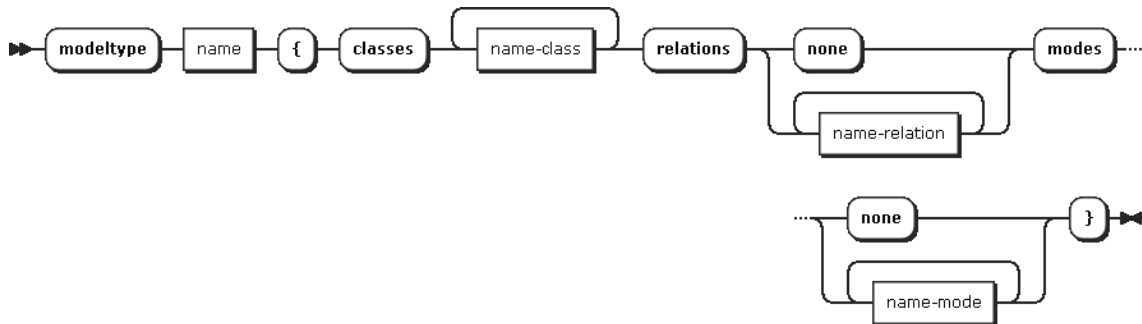 modeltype name { classes name-class relations none modes
name-relation
none }
name-mode